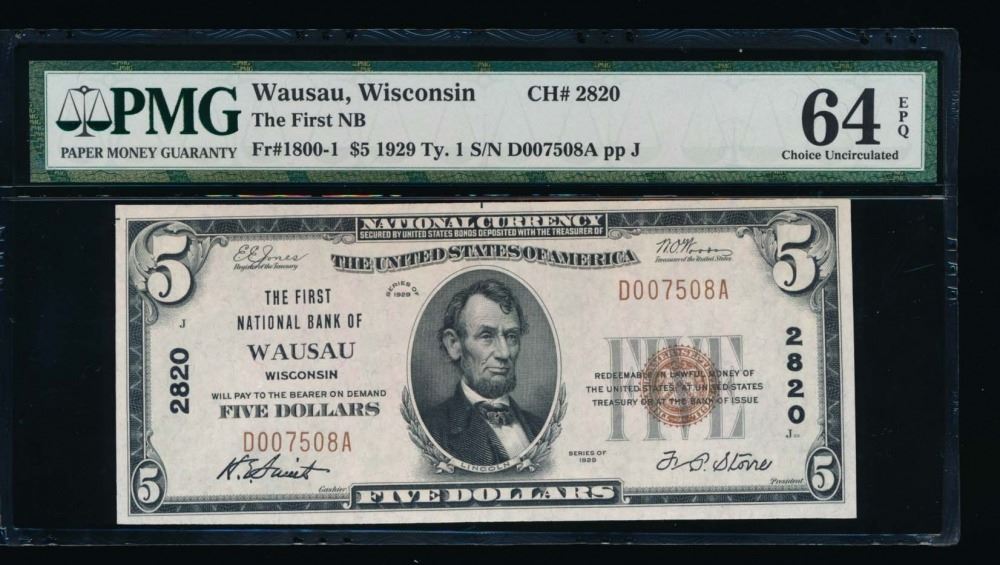 PMG
PAPER MONEY GUARANTY
Wausau, Wisconsin CH# 2820
The First NB
Fr#1800-1 $5 1929 Ty. 1 S/N D007508A pp J
64 EPQ
Choice Uncirculated
NATIONAL CURRENCY
SECURED BY UNITED STATES BONDS DEPOSITED WITH THE TREASURER OF
THE UNITED STATES OF AMERICA
5
5
E.E. Jones
Register of the Treasury
Treasurer of the United States
SERIES OF
1929
D007508A
THE FIRST
NATIONAL BANK OF
WAUSAU
WISCONSIN
J
2820
2820
WILL PAY TO THE BEARER ON DEMAND
FIVE DOLLARS
D007508A
FIVE
REDEEMABLE IN LAWFUL MONEY OF
THE UNITED STATES AT UNITED STATES
TREASURY OR AT THE BANK OF ISSUE
SERIES OF
1929
LINCOLN
Cashier
President
5
FIVE DOLLARS
5